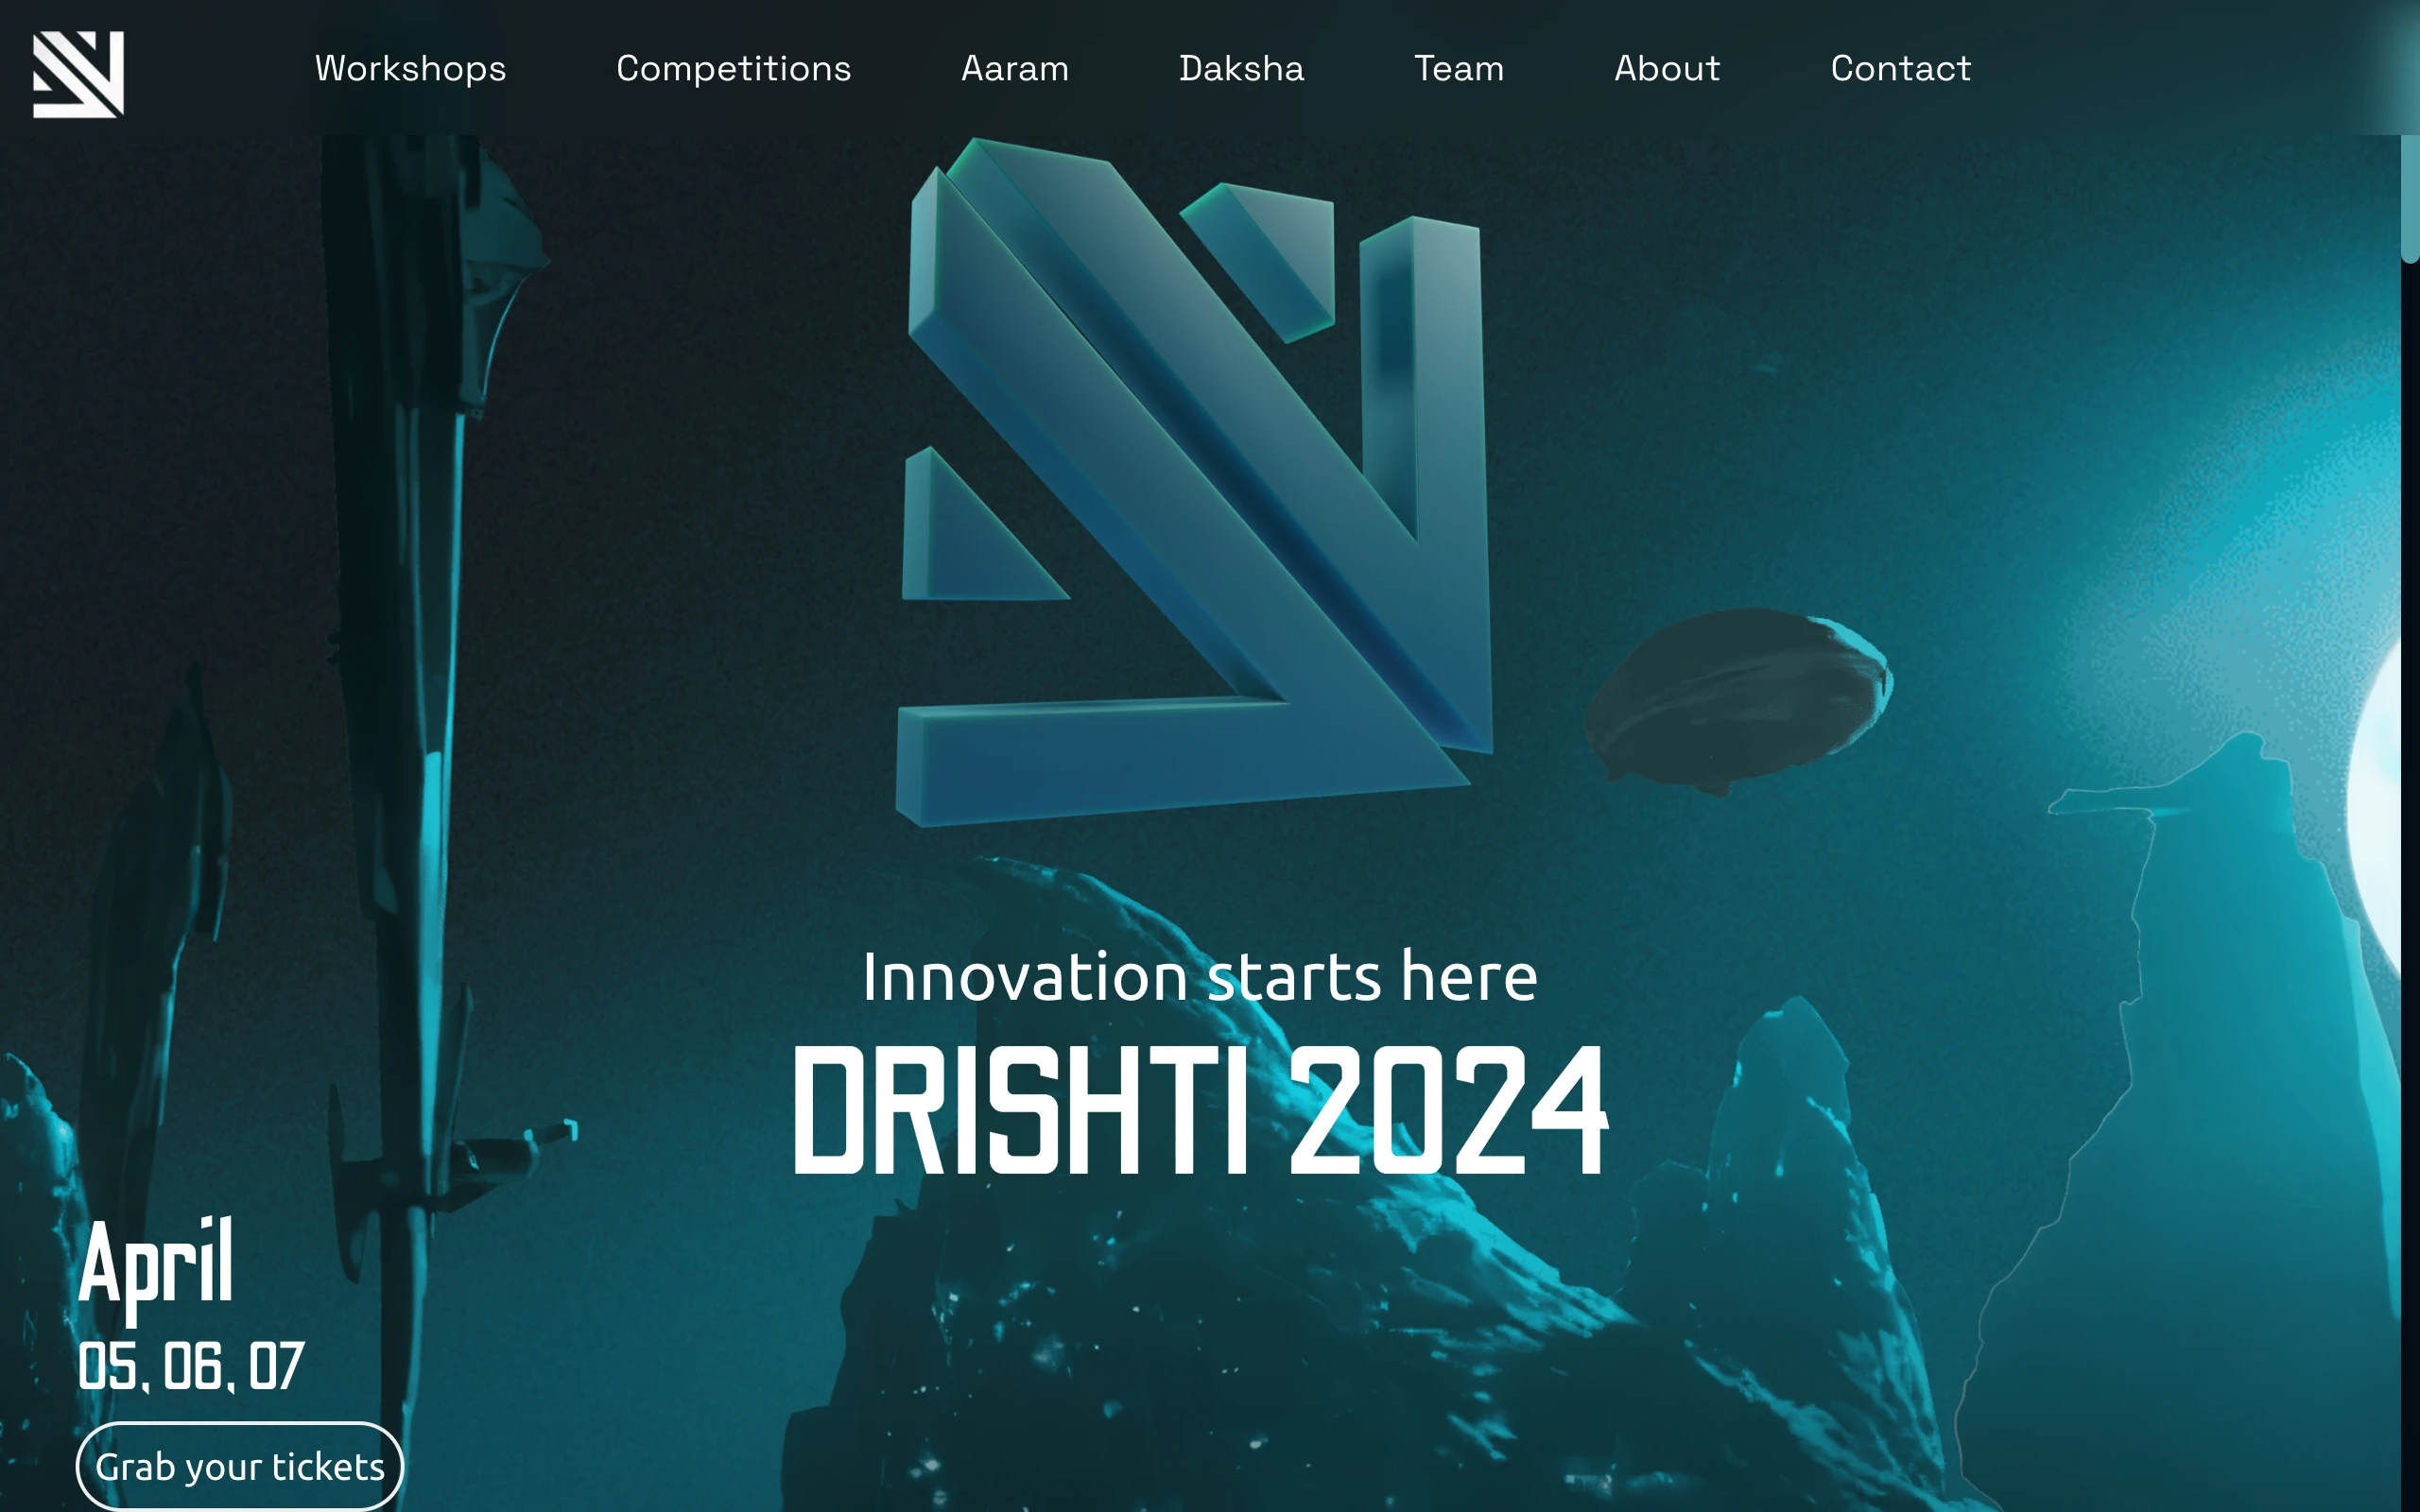 Workshops Competitions Aaram Daksha Team About Contact
Innovation starts here
DRISHTI 2024
April
05, 06, 07
Grab your tickets